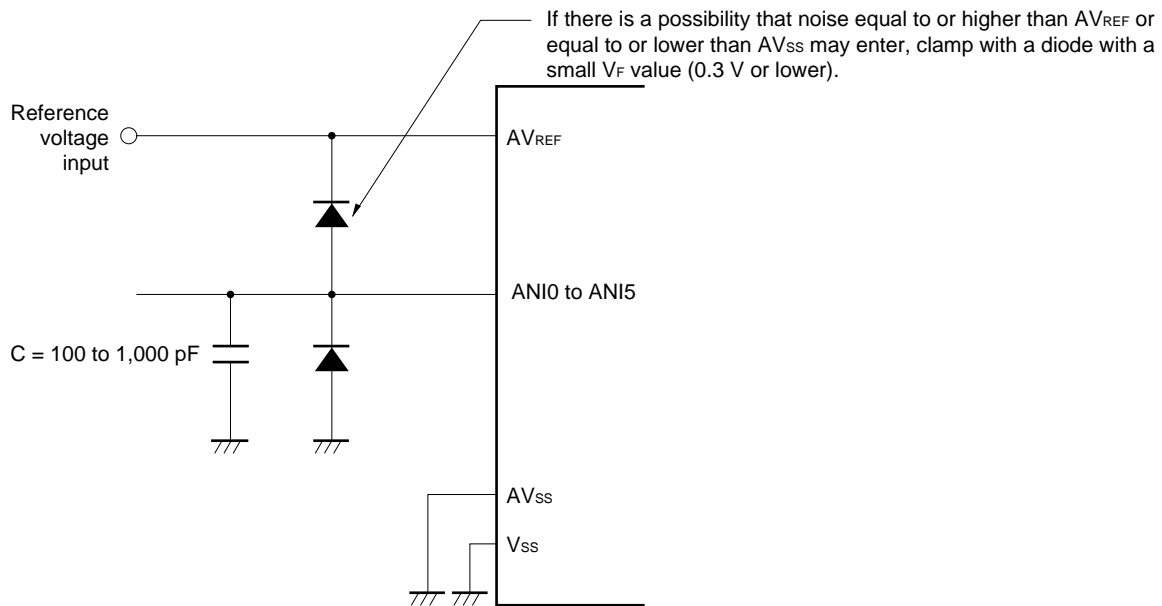 If there is a possibility that noise equal to or higher than AVREF or
equal to or lower than AVSS may enter, clamp with a diode with a
small VF value (0.3 V or lower).
Reference
voltage
input
AVREF
ANI0 to ANI5
C = 100 to 1,000 pF
AVSS
VSS